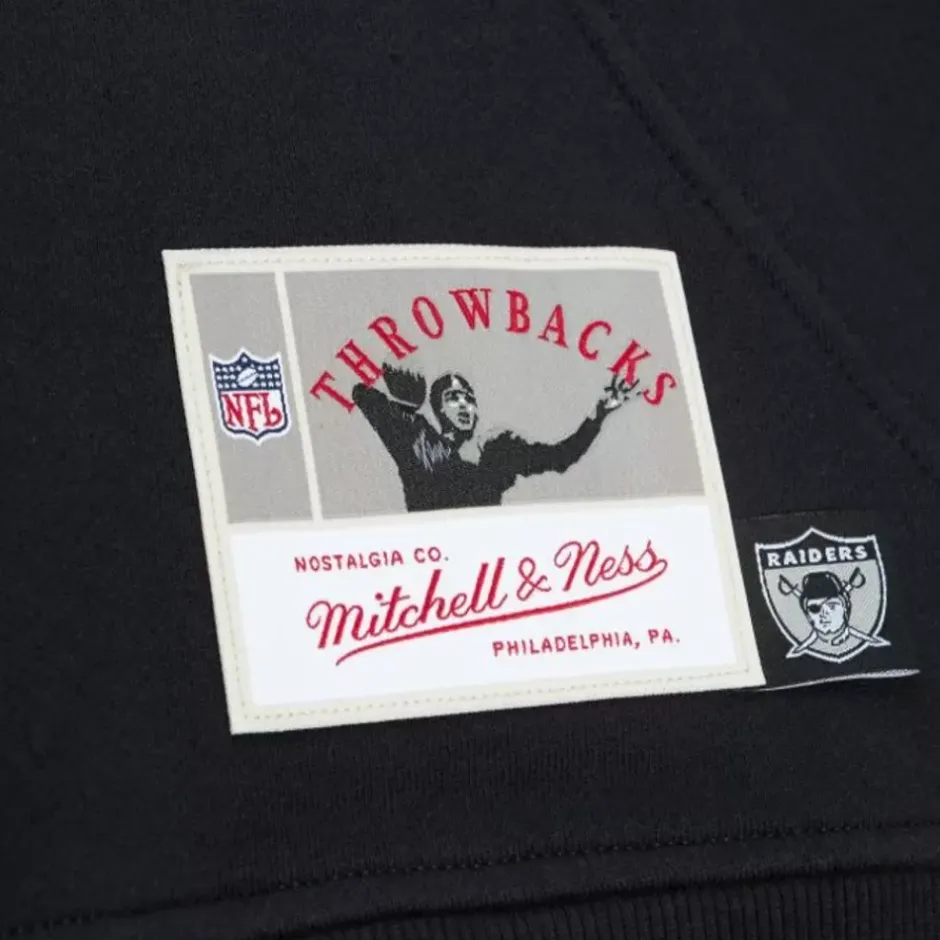 THROWBACKS
NFL
NOSTALGIA CO.
Mitchell & Ness
PHILADELPHIA, PA.
RAIDERS